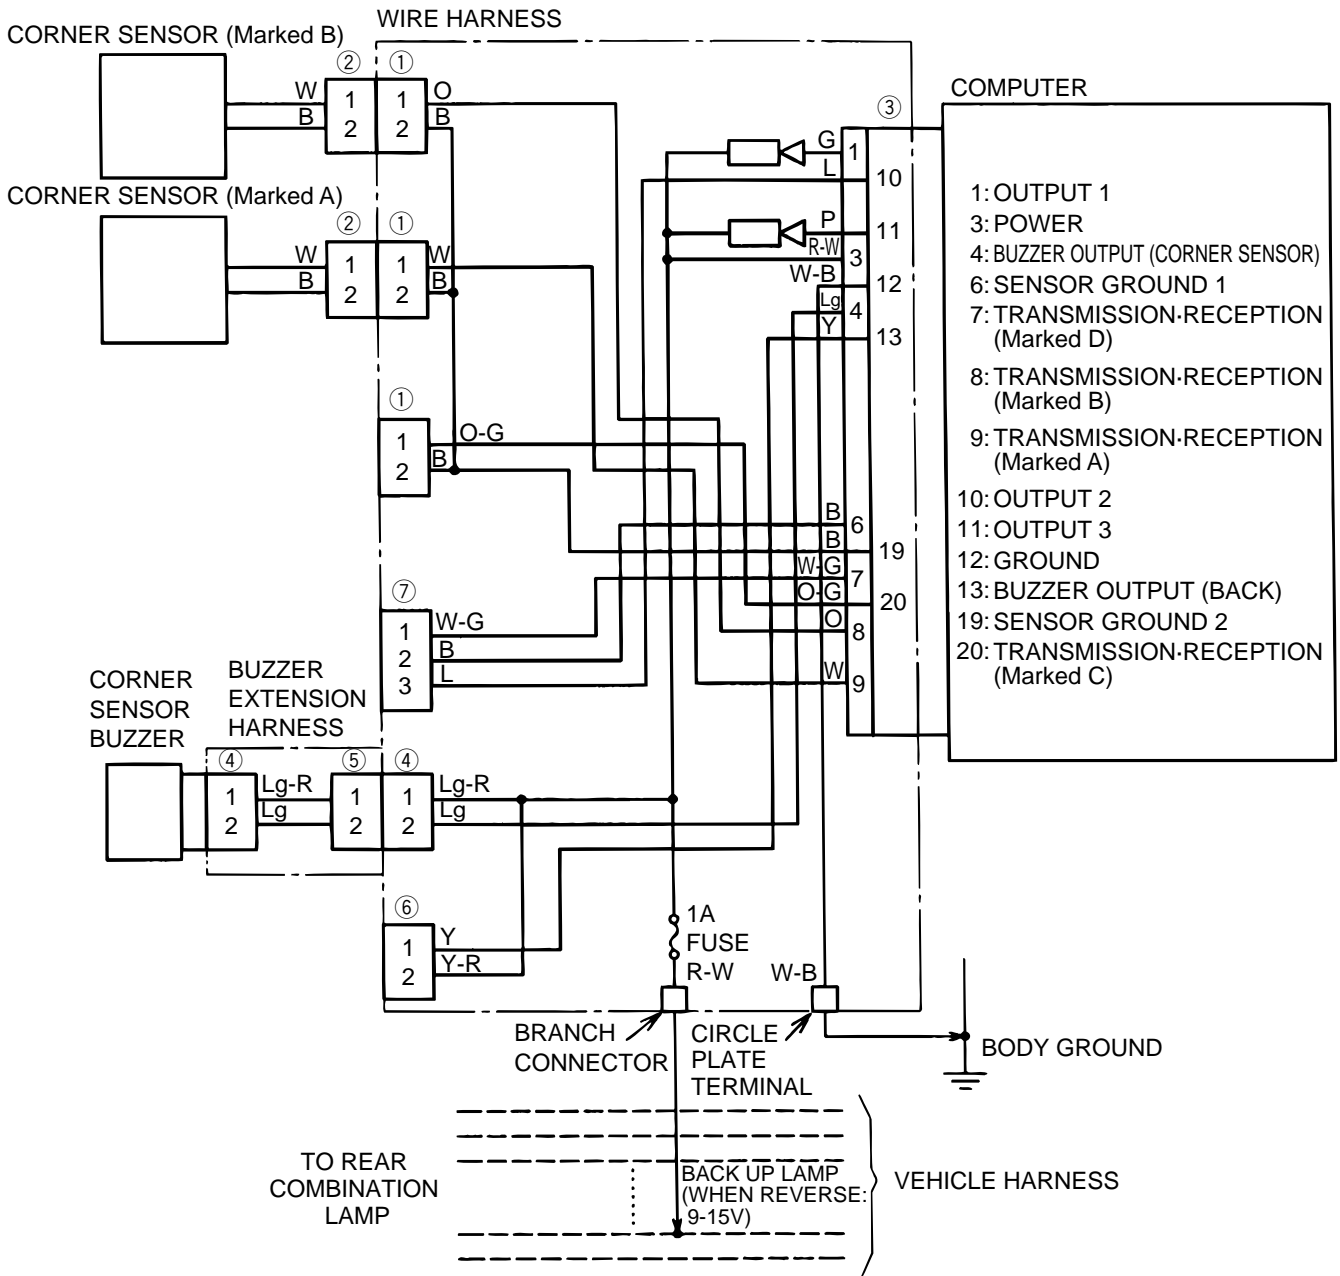 WIRE HARNESS
CORNER SENSOR (Marked B)
② ①
W 1 1 O
B 2 2 B
CORNER SENSOR (Marked A)
② ①
W 1 1 W
B 2 2 B
①
1 O-G
2 B
⑦
1 W-G
2 B
3 L
CORNER
SENSOR
BUZZER
BUZZER
EXTENSION
HARNESS
④ ⑤ ④
1 Lg-R 1 1 Lg-R
2 Lg 2 2 Lg
⑥
1 Y
2 Y-R
③
G 1
L 10
P 11
R-W 3
W-B 12
Lg 4
Y 13
B 6
B 19
W-G 7
O-G 20
O 8
W 9
COMPUTER
1: OUTPUT 1
3: POWER
4: BUZZER OUTPUT (CORNER SENSOR)
6: SENSOR GROUND 1
7: TRANSMISSION·RECEPTION
(Marked D)
8: TRANSMISSION·RECEPTION
(Marked B)
9: TRANSMISSION·RECEPTION
(Marked A)
10: OUTPUT 2
11: OUTPUT 3
12: GROUND
13: BUZZER OUTPUT (BACK)
19: SENSOR GROUND 2
20: TRANSMISSION·RECEPTION
(Marked C)
1A
FUSE
R-W
W-B
BRANCH
CONNECTOR
CIRCLE
PLATE
TERMINAL
BODY GROUND
TO REAR
COMBINATION
LAMP
BACK UP LAMP
(WHEN REVERSE:
9-15V)
VEHICLE HARNESS